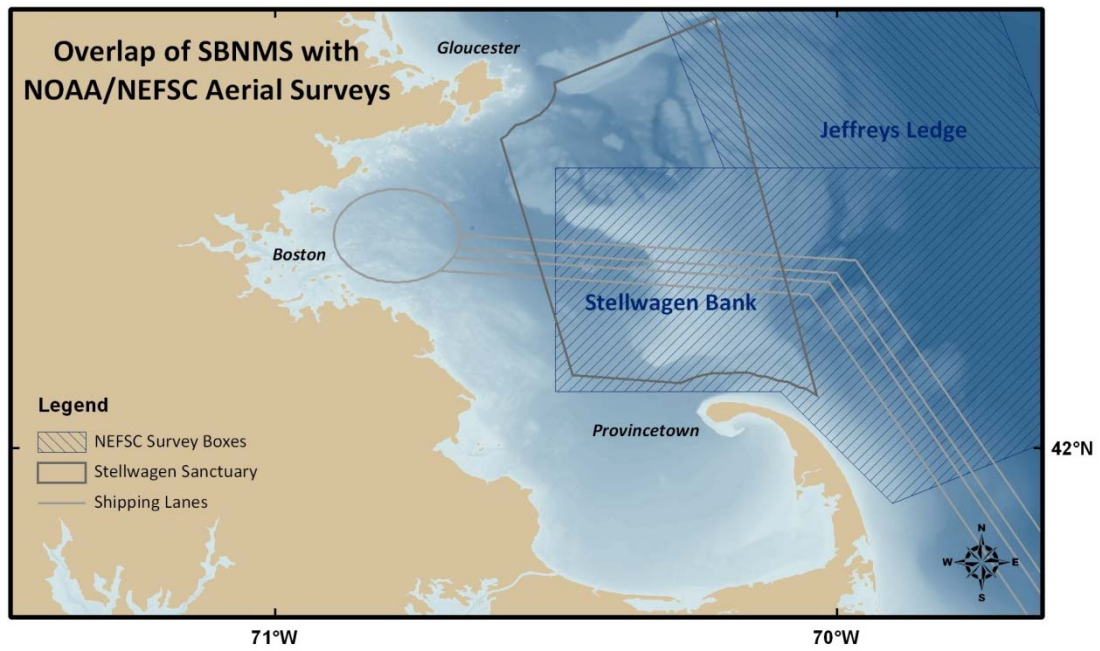 Overlap of SBNMS with
NOAA/NEFSC Aerial Surveys
Gloucester
Jeffreys Ledge
Boston
Stellwagen Bank
Legend
NEFSC Survey Boxes
Stellwagen Sanctuary
Shipping Lanes
Provincetown
42°N
N
W
E
S
71°W
70°W